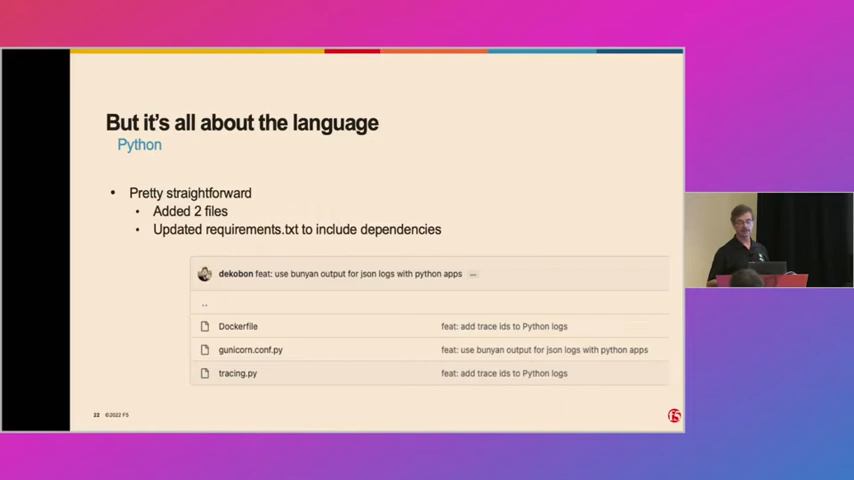 But it's all about the language
Python
• Pretty straightforward
• Added 2 files
• Updated requirements.txt to include dependencies
dekobon feat: use bunyan output for json logs with python apps ...
..
Dockerfile feat: add trace ids to Python logs
gunicorn.conf.py feat: use bunyan output for json logs with python apps
tracing.py feat: add trace ids to Python logs
22 ©2022 F5
f5